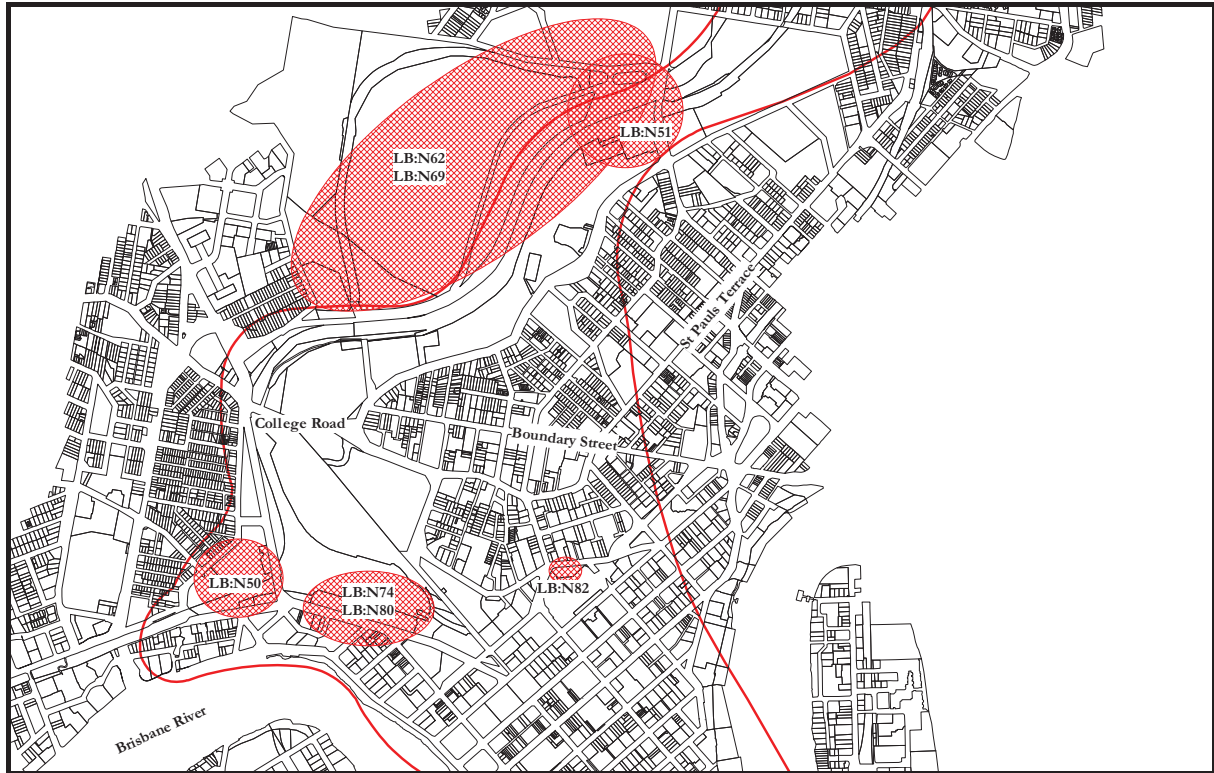 LB:N51
LB:N62
LB:N69
St Pauls Terrace
College Road
Boundary Street
LB:N50
LB:N74
LB:N80
LB:N82
Brisbane River